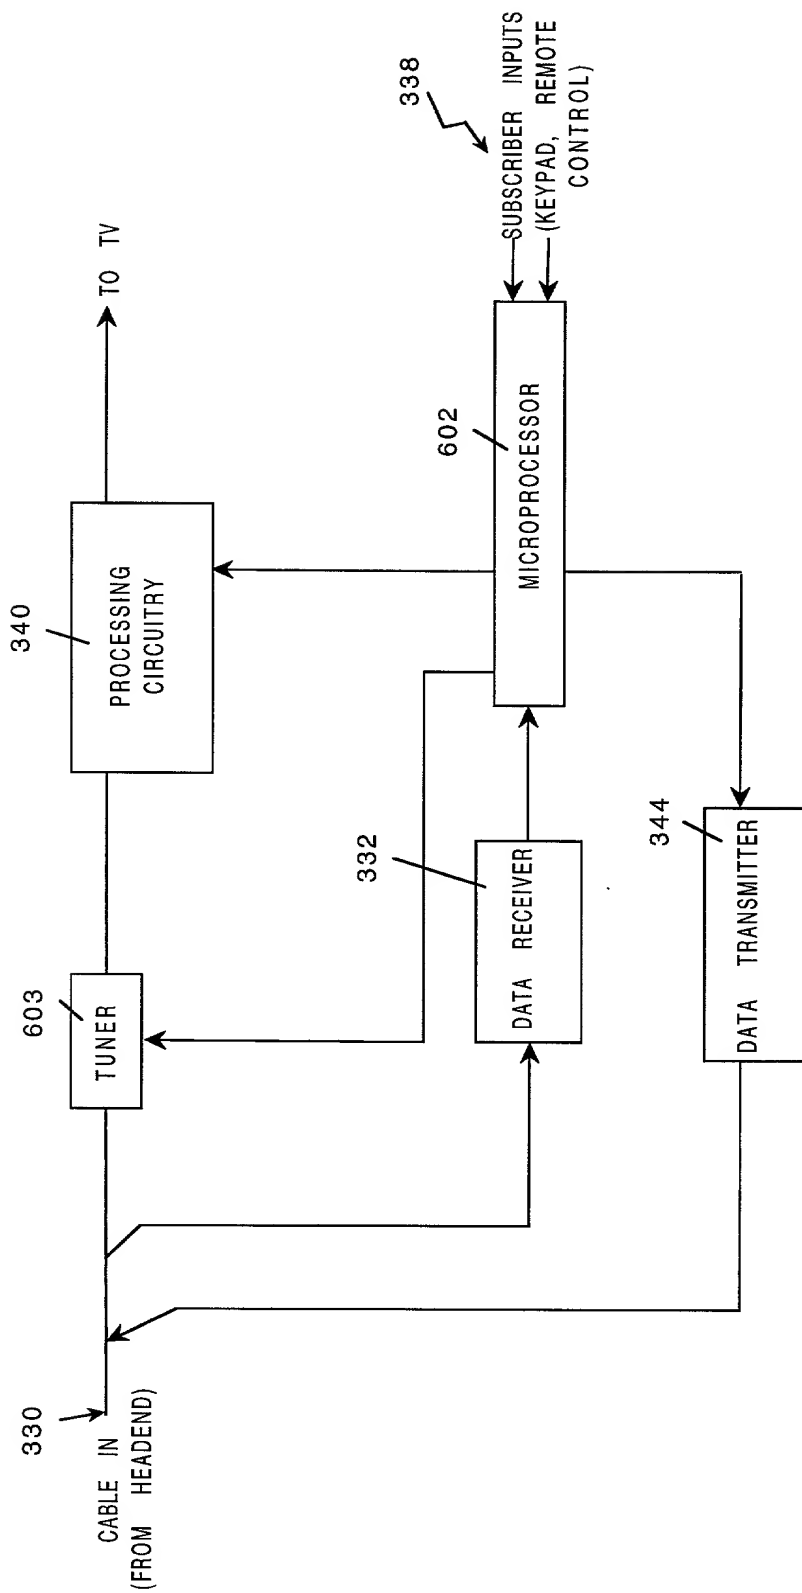 330
CABLE IN
(FROM HEADEND)
603
TUNER
340
PROCESSING
CIRCUITRY
TO TV
332
DATA RECEIVER
602
MICROPROCESSOR
338
SUBSCRIBER INPUTS
(KEYPAD, REMOTE
CONTROL)
344
DATA TRANSMITTER